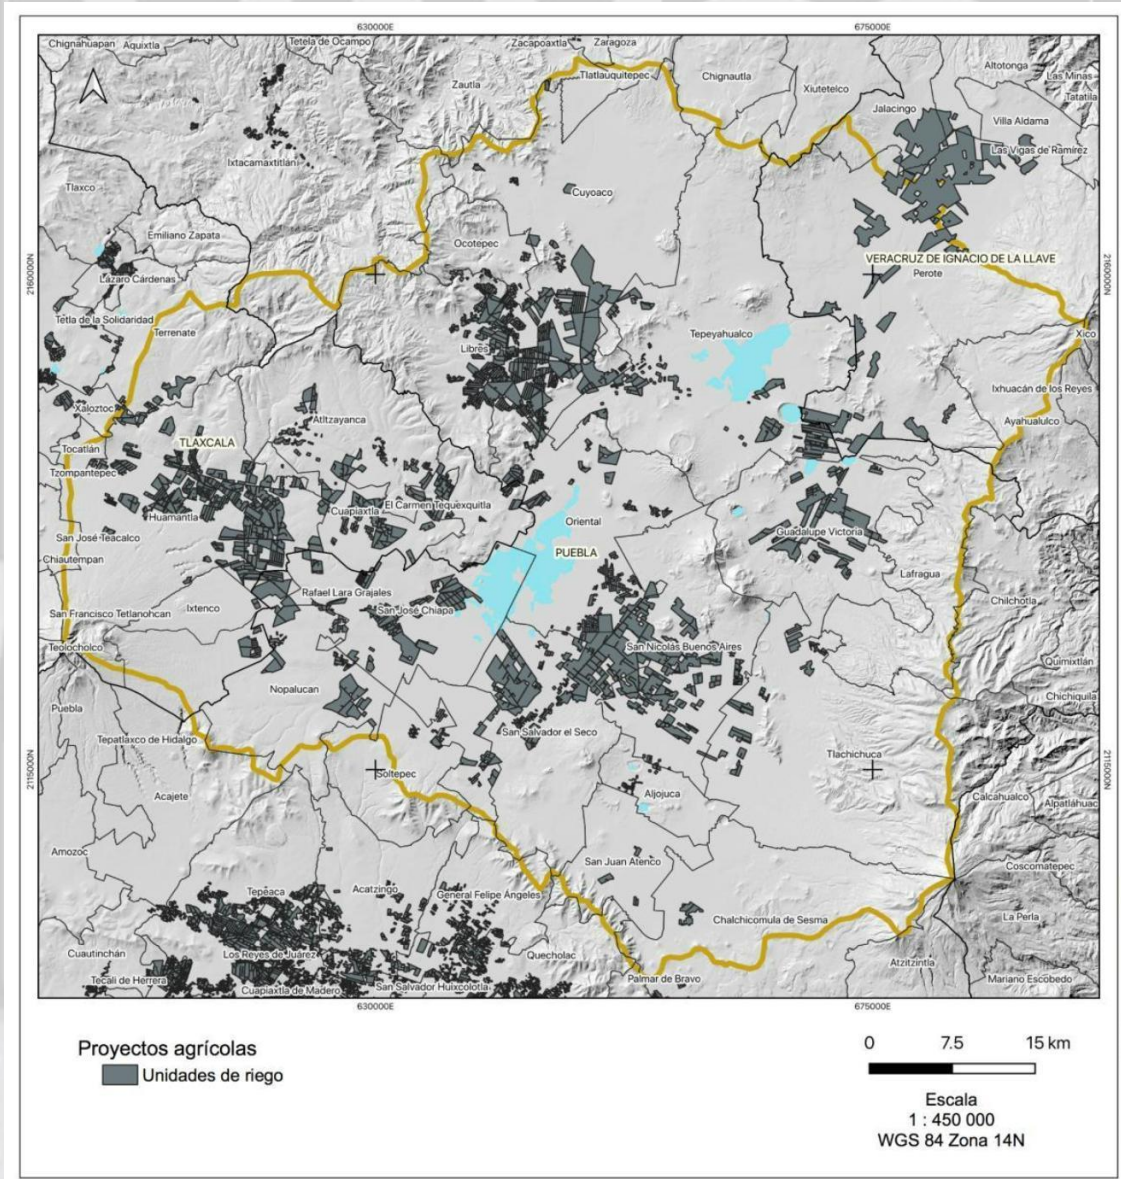 630000E
675000E
Chignahuapan
Aquixtla
Tetela de Ocampo
Zacapoaxtla
Zaragoza
Tlatlauquitepec
Chignautla
Xiutetelco
Altotonga
Las Minas
Tatatila
Zautla
Jalacingo
Villa Aldama
Las Vigas de Ramírez
Ixtacamaxtitlán
Tlaxco
Cuyoaco
Emiliano Zapata
Ocotepec
2160000N
VERACRUZ DE IGNACIO DE LA LLAVE
2160000N
Perote
Lázaro Cárdenas
Tetla de la Solidaridad
Terrenate
Tepeyahualco
Xico
Libres
Ixhuacán de los Reyes
Xaloztoc
Atltzayanca
Ayahualulco
TLAXCALA
Tocatlán
Tzompantepec
El Carmen Tequexquitla
Cuapiaxtla
Huamantla
Oriental
Guadalupe Victoria
San José Teacalco
PUEBLA
Chiautempan
Lafragua
Rafael Lara Grajales
Chilchotla
San Francisco Tetlanohcan
Ixtenco
San José Chiapa
Teolocholco
San Nicolás Buenos Aires
Quimixtlán
Nopalucan
Chichiquila
Puebla
San Salvador el Seco
Tepatlaxco de Hidalgo
Tlachichuca
2115000N
2115000N
Soltepec
Acajete
Aljojuca
Calcahualco
Alpatláhuac
Amozoc
San Juan Atenco
Coscomatepec
Tepeaca
Acatzingo
General Felipe Ángeles
Chalchicomula de Sesma
La Perla
Cuautinchán
Los Reyes de Juárez
Quecholac
Atzitzintla
Tecali de Herrera
Cuapiaxtla de Madero
San Salvador Huixcolotla
Palmar de Bravo
Mariano Escobedo
630000E
675000E
Proyectos agrícolas
Unidades de riego
0 7.5 15 km
Escala
1 : 450 000
WGS 84 Zona 14N